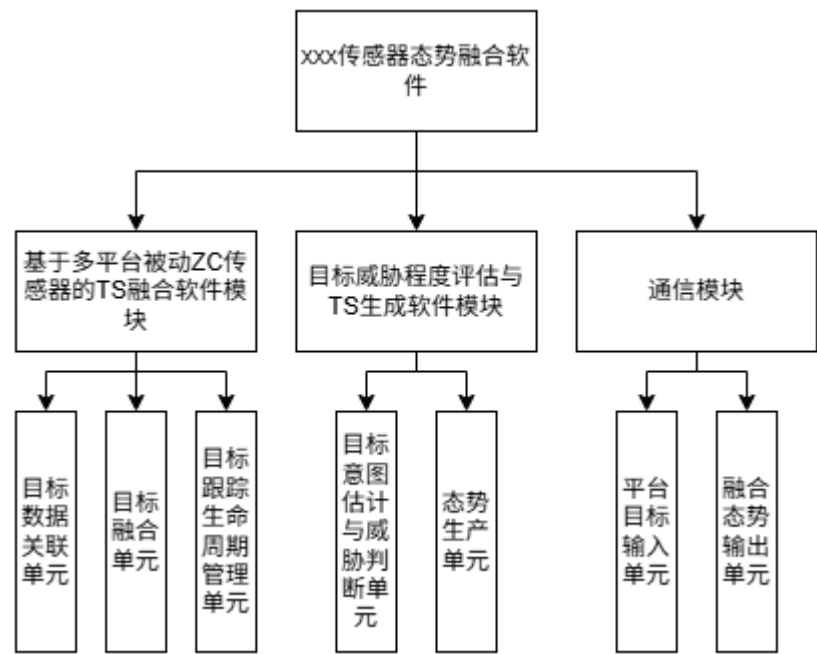 xxx传感器态势融合软
件
基于多平台被动ZC传
感器的TS融合软件模
块
目标威胁程度评估与
TS生成软件模块
通信模块
目标
数据
关联
单元
目标
融合
单元
目标
跟踪
生命
周期
管理
单元
目标
意图
估计
与威
胁判
断单
元
态势
生产
单元
平台
目标
输入
单元
融合
态势
输出
单元